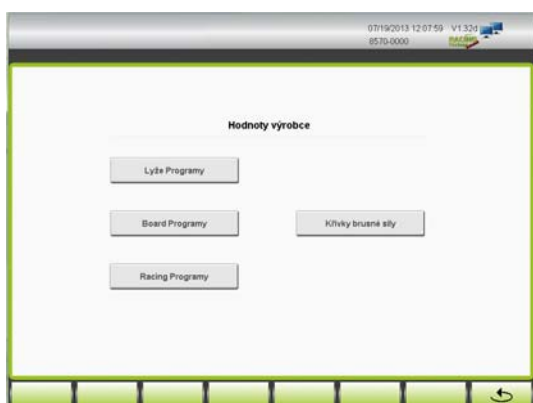 07/19/2013 12:07:59 V1.32d
8570-0000 RACING
Hodnoty výrobce
Lyže Programy
Board Programy
Křivky brusné síly
Racing Programy